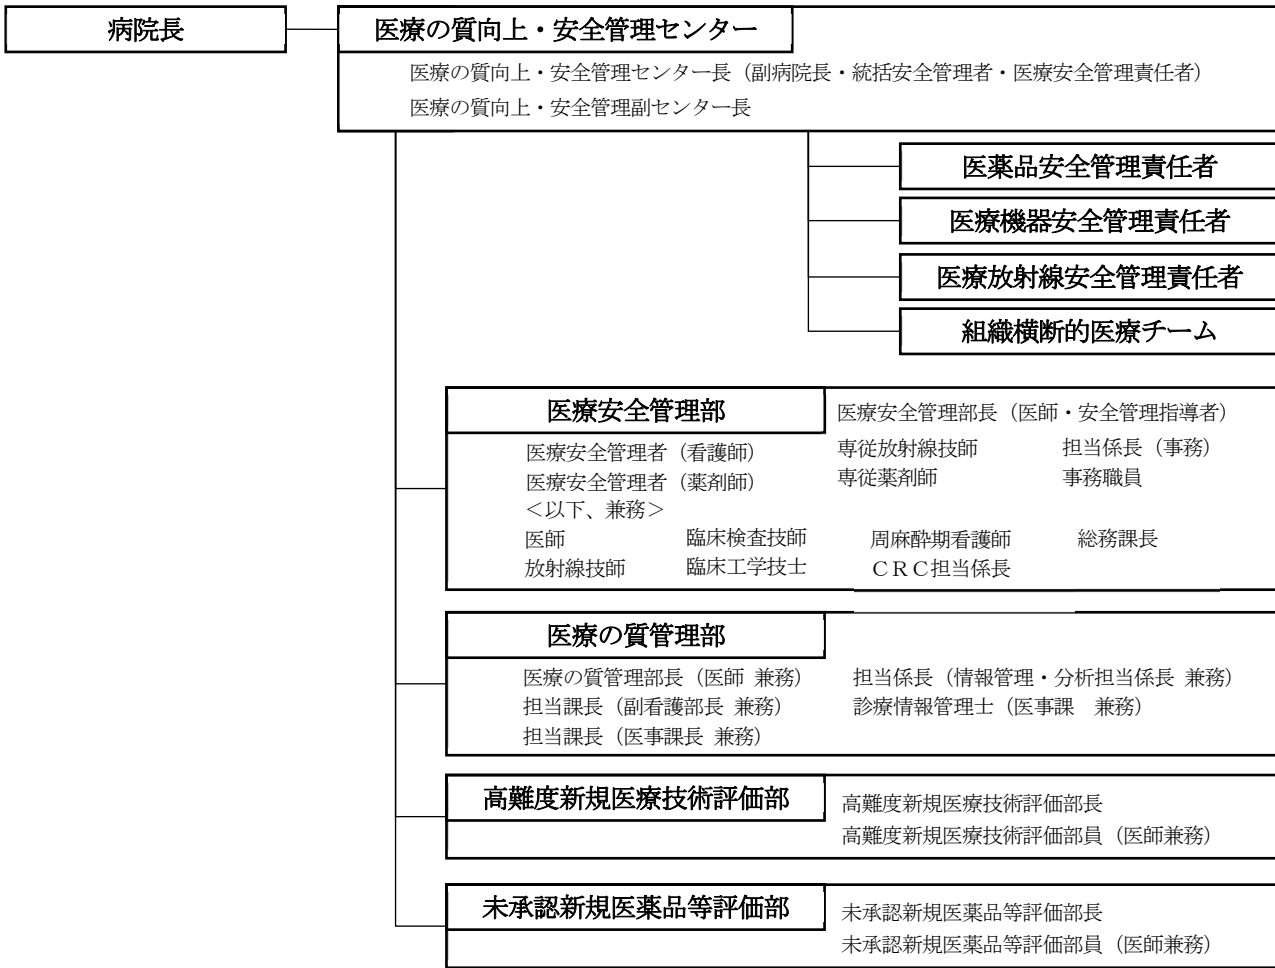 病院長
医療の質向上・安全管理センター
医療の質向上・安全管理センター長（副病院長・統括安全管理者・医療安全管理責任者）
医療の質向上・安全管理副センター長
医薬品安全管理責任者
医療機器安全管理責任者
医療放射線安全管理責任者
組織横断的医療チーム
医療安全管理部
医療安全管理部長（医師・安全管理指導者）
医療安全管理者（看護師） 専従放射線技師 担当係長（事務）
医療安全管理者（薬剤師） 専従薬剤師 事務職員
＜以下、兼務＞
医師 臨床検査技師 周麻酔期看護師 総務課長
放射線技師 臨床工学技士 ＣＲＣ担当係長
医療の質管理部
医療の質管理部長（医師 兼務） 担当係長（情報管理・分析担当係長 兼務）
担当課長（副看護部長 兼務） 診療情報管理士（医事課　兼務）
担当課長（医事課長 兼務）
高難度新規医療技術評価部
高難度新規医療技術評価部長
高難度新規医療技術評価部員（医師兼務）
未承認新規医薬品等評価部
未承認新規医薬品等評価部長
未承認新規医薬品等評価部員（医師兼務）